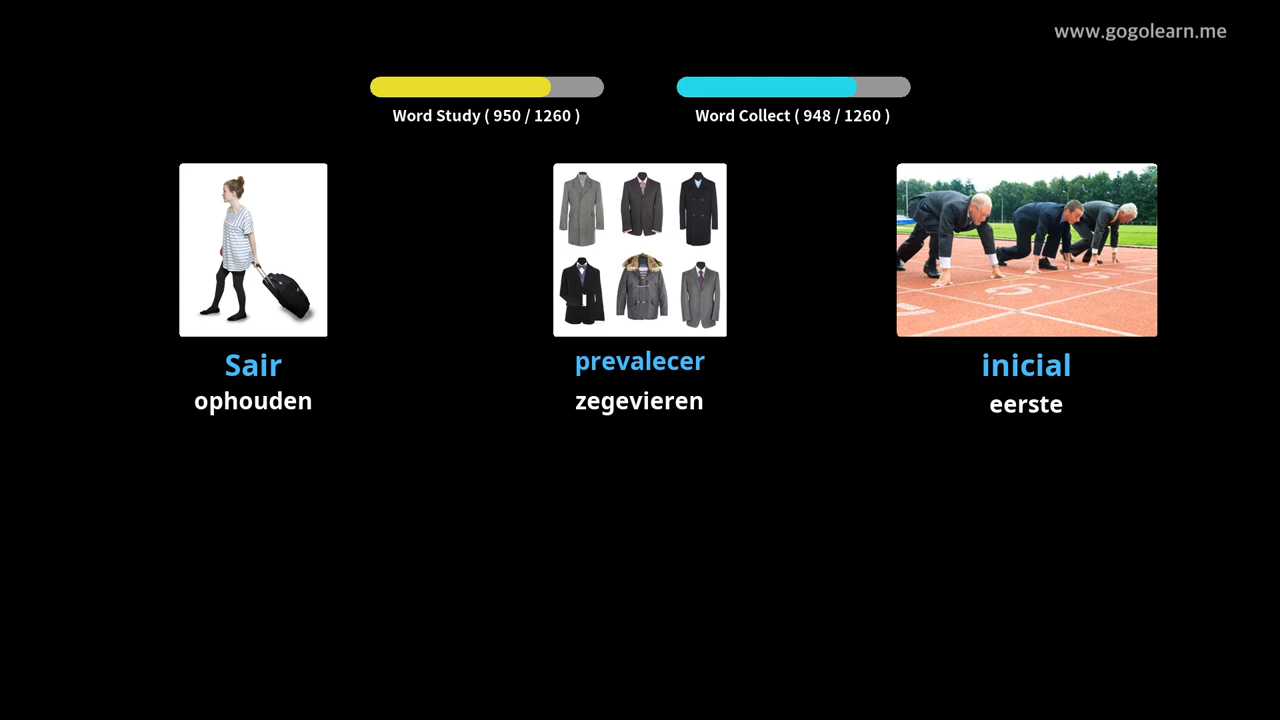 www.gogolearn.me
Word Study ( 950 / 1260 )
Word Collect ( 948 / 1260 )
Sair
ophouden
prevalecer
zegevieren
inicial
eerste